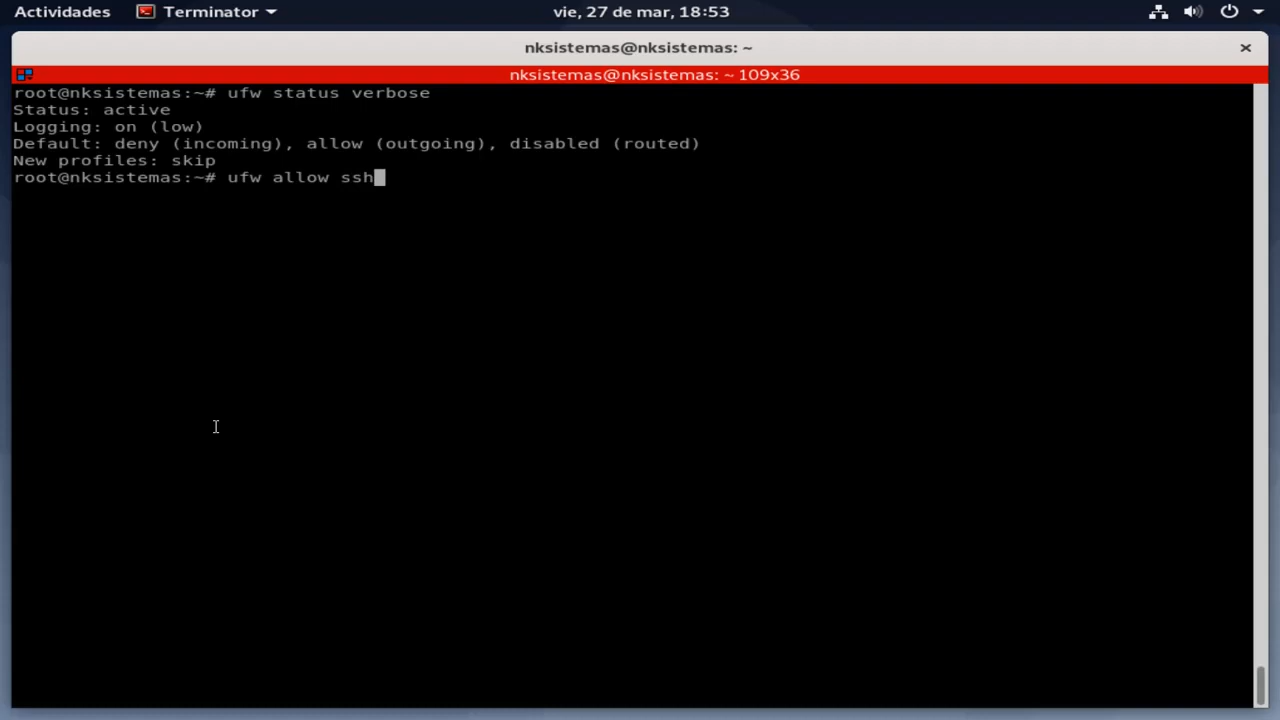 Actividades Terminator vie, 27 de mar, 18:53
nksistemas@nksistemas: ~
nksistemas@nksistemas: ~ 109x36
root@nksistemas:~# ufw status verbose
Status: active
Logging: on (low)
Default: deny (incoming), allow (outgoing), disabled (routed)
New profiles: skip
root@nksistemas:~# ufw allow ssh